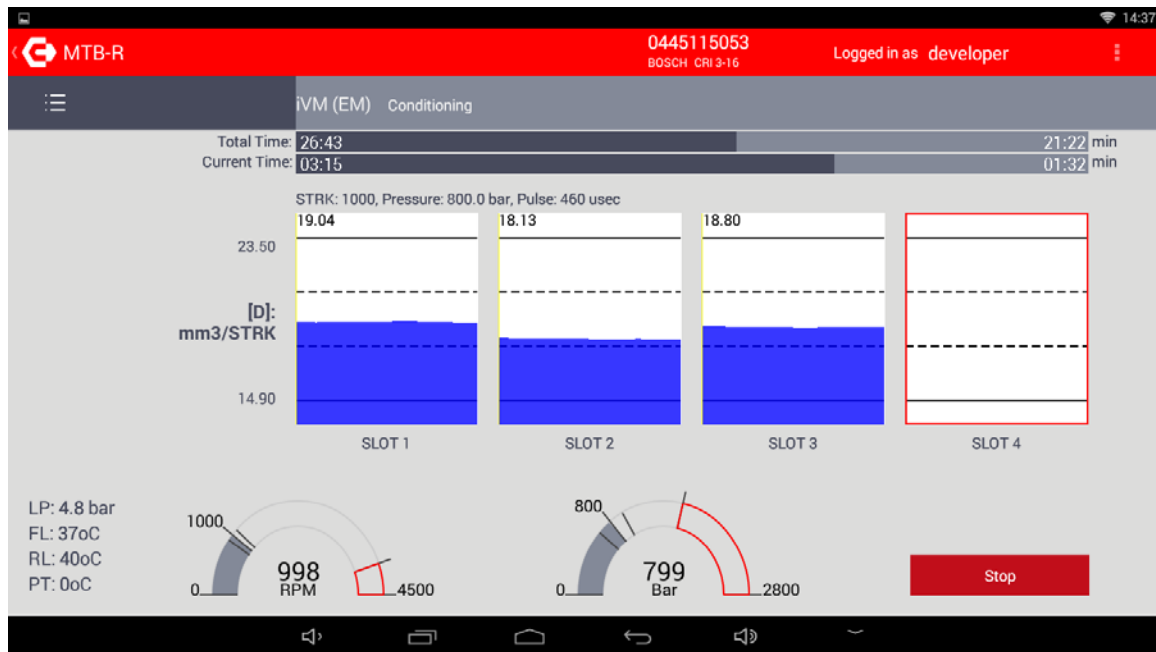 14:37
MTB-R
0445115053
BOSCH CRI 3-16
Logged in as developer
iVM (EM) Conditioning
Total Time: 26:43 21:22 min
Current Time: 03:15 01:32 min
STRK: 1000, Pressure: 800.0 bar, Pulse: 460 usec
19.04 18.13 18.80
23.50
[D]:
mm3/STRK
14.90
SLOT 1 SLOT 2 SLOT 3 SLOT 4
LP: 4.8 bar
FL: 37oC
RL: 40oC
PT: 0oC
1000
998
RPM
0 4500
800
799
Bar
0 2800
Stop